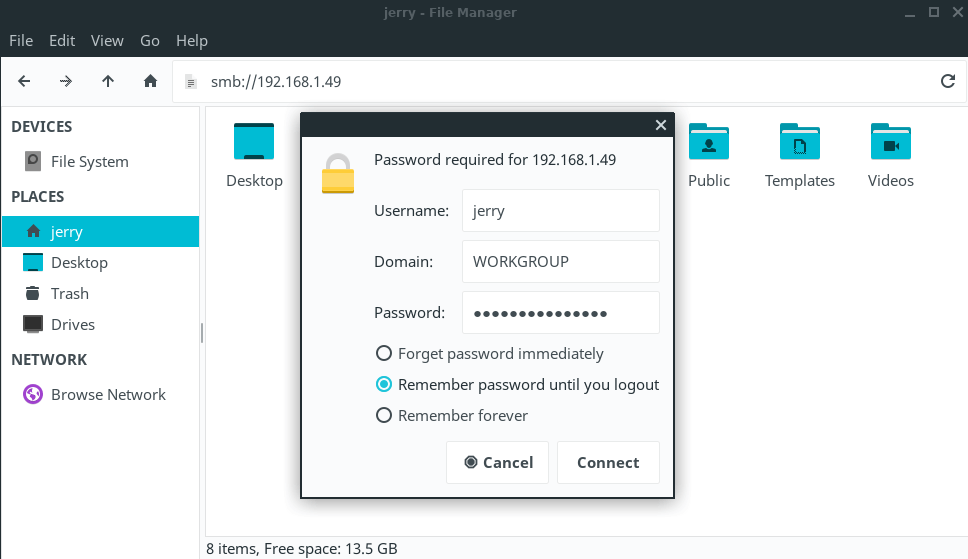 jerry - File Manager
File Edit View Go Help
smb://192.168.1.49
DEVICES
File System
PLACES
jerry
Desktop
Trash
Drives
NETWORK
Browse Network
Desktop
Public
Templates
Videos
Password required for 192.168.1.49
Username: jerry
Domain: WORKGROUP
Password: ●●●●●●●●●●●●●●●
Forget password immediately
Remember password until you logout
Remember forever
Cancel Connect
8 items, Free space: 13.5 GB